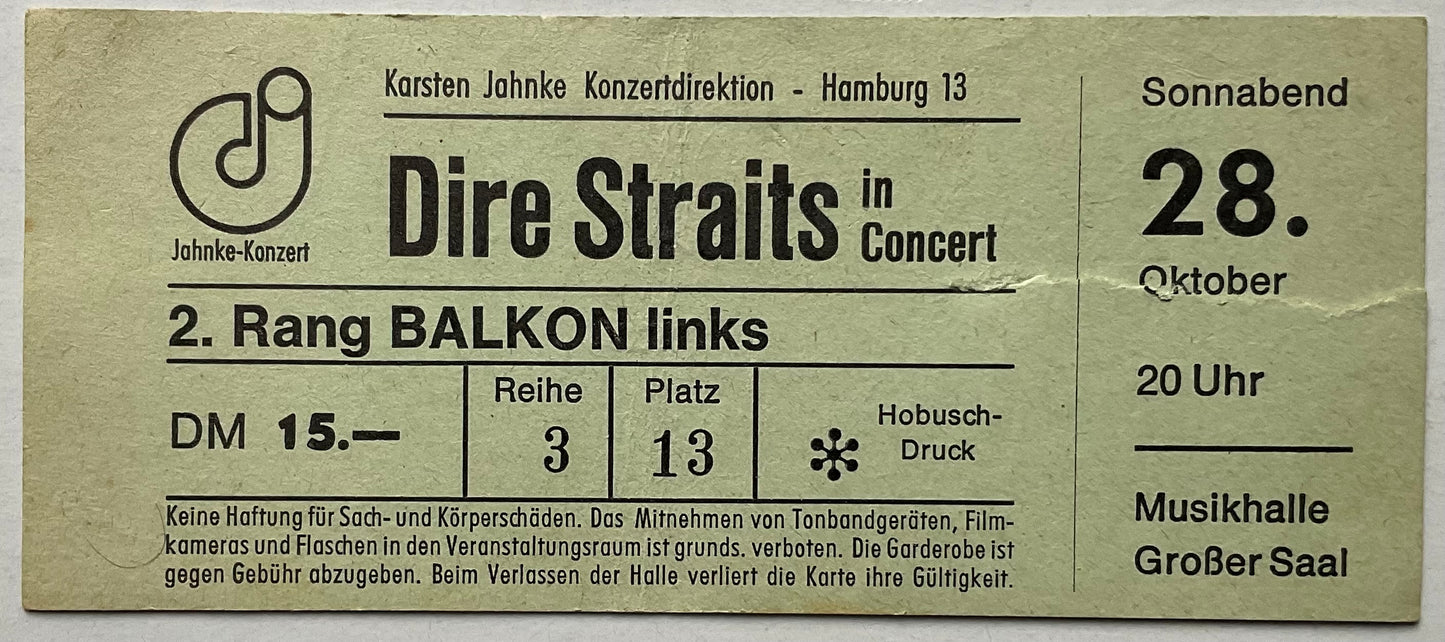 Karsten Jahnke Konzertdirektion - Hamburg 13
Jahnke-Konzert
Dire Straits in Concert
2. Rang BALKON links
DM 15.—
Reihe
3
Platz
13
Hobusch-
Druck
Keine Haftung für Sach- und Körperschäden. Das Mitnehmen von Tonbandgeräten, Film-
kameras und Flaschen in den Veranstaltungsraum ist grunds. verboten. Die Garderobe ist
gegen Gebühr abzugeben. Beim Verlassen der Halle verliert die Karte ihre Gültigkeit.
Sonnabend
28.
Oktober
20 Uhr
Musikhalle
Großer Saal